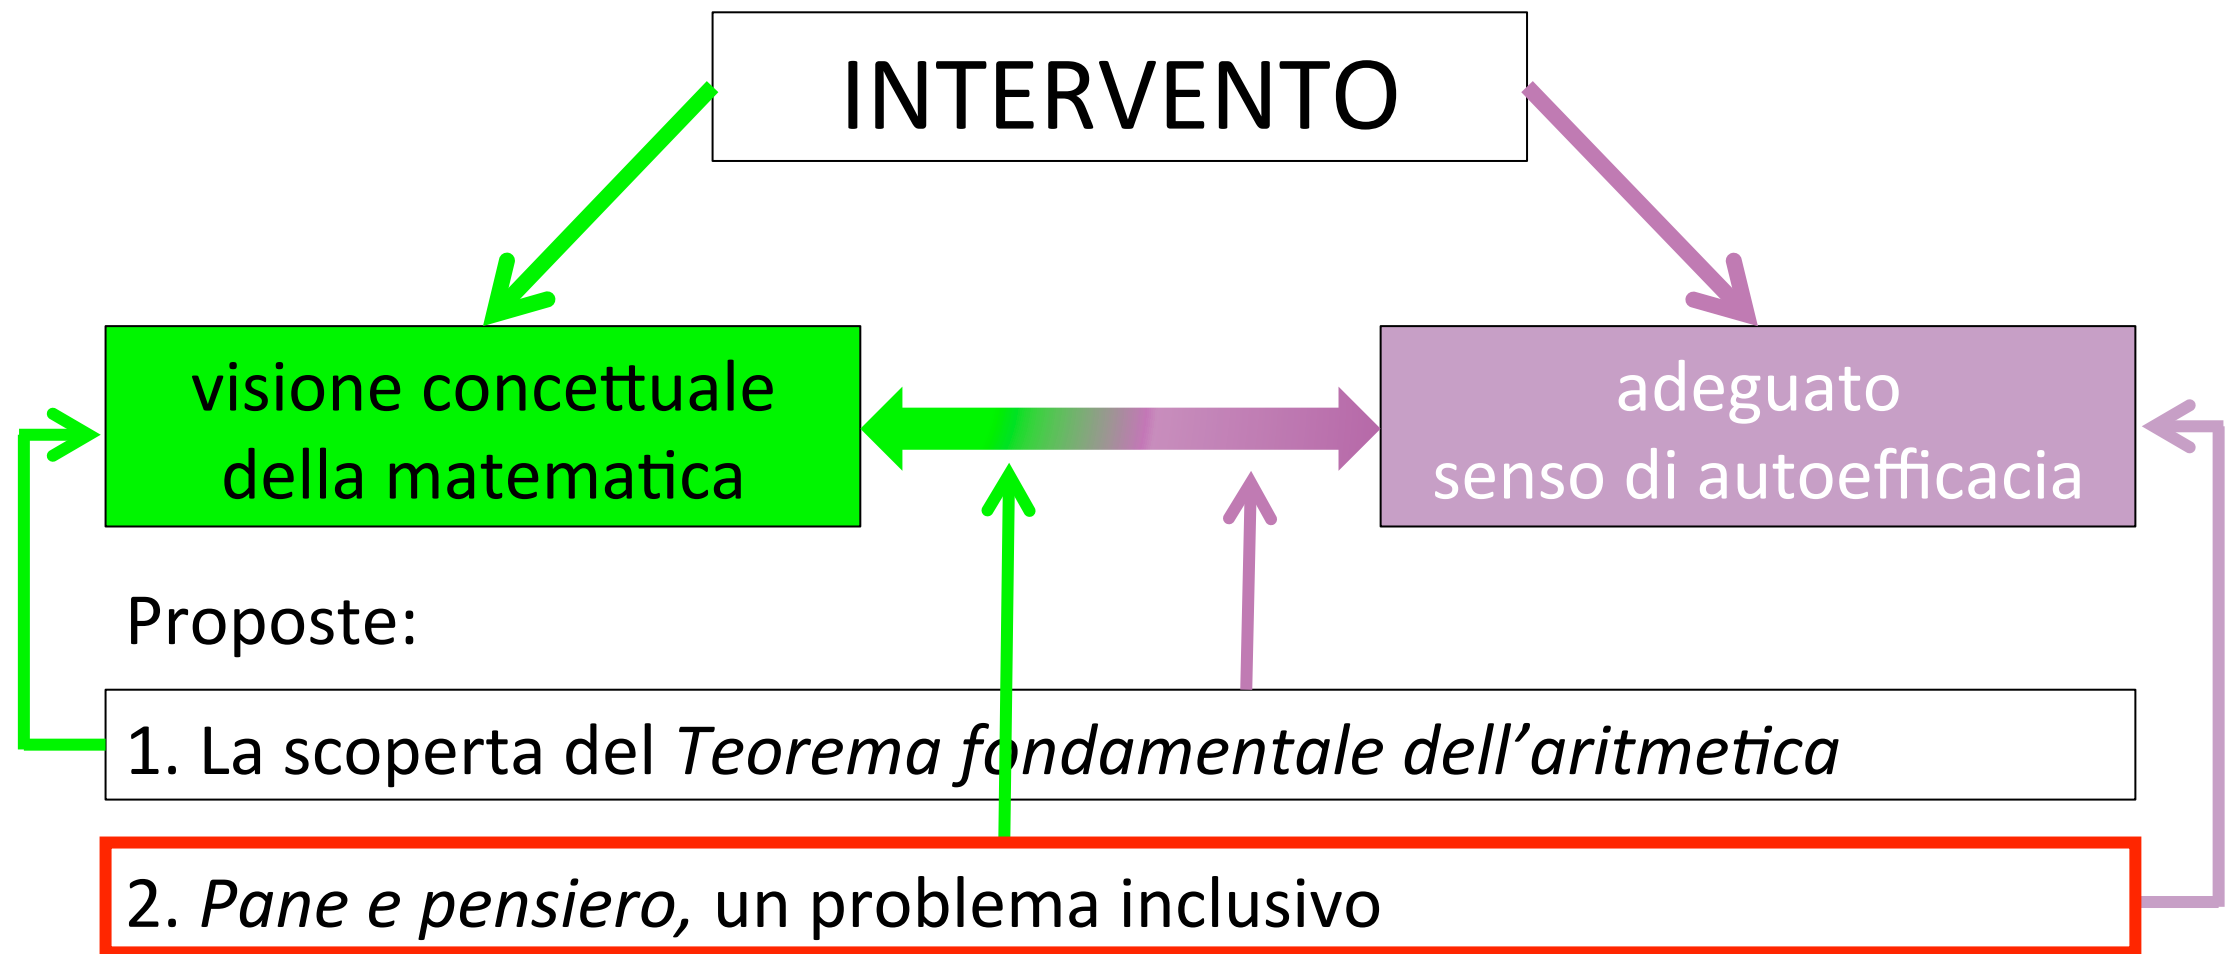 INTERVENTO
visione concettuale
della matematica
adeguato
senso di autoefficacia
Proposte:
1. La scoperta del Teorema fondamentale dell’aritmetica
2. Pane e pensiero, un problema inclusivo